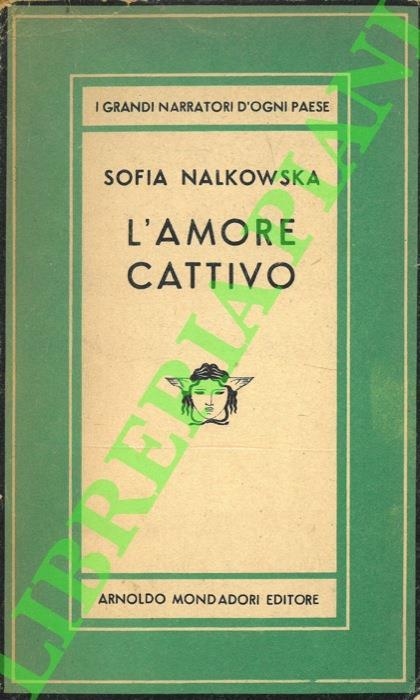 I GRANDI NARRATORI D'OGNI PAESE
SOFIA NALKOWSKA
L'AMORE
CATTIVO
ARNOLDO MONDADORI EDITORE
LIBRERIA PIANI